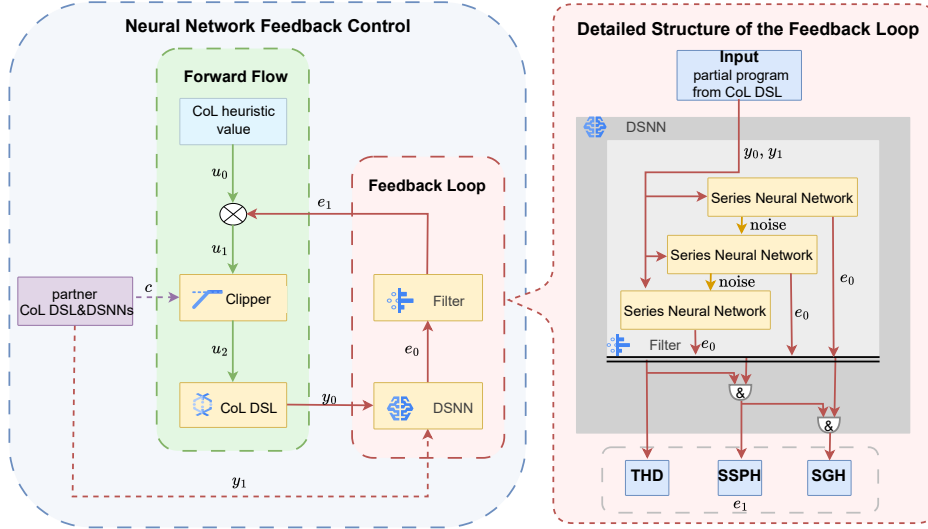 Neural Network Feedback Control
Forward Flow
CoL heuristic
value
u0
e1
Feedback Loop
u1
partner
CoL DSL&DSNNs
c
Clipper
Filter
u2
e0
CoL DSL
y0
DSNN
y1
Detailed Structure of the Feedback Loop
Input
partial program
from CoL DSL
DSNN
y0, y1
Series Neural Network
noise
Series Neural Network
e0
noise
Series Neural Network
e0
e0
Filter
&
&
THD
SSPH
SGH
e1